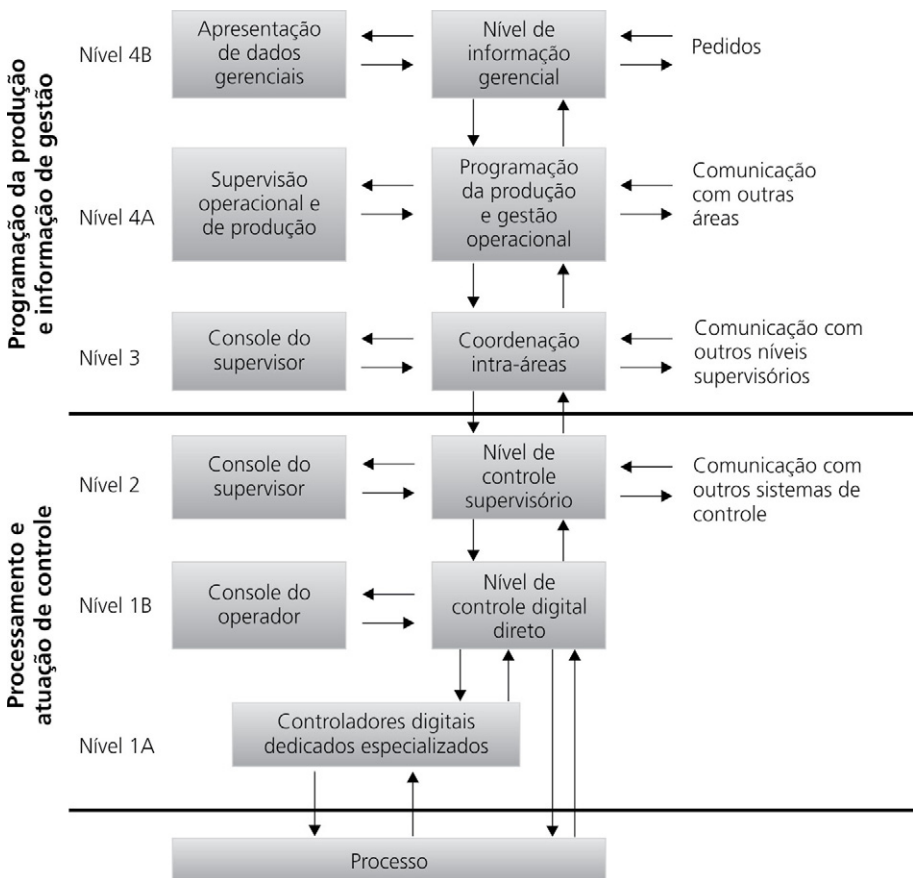 Programação da produção
e informação de gestão
Nível 4B
Apresentação
de dados
gerenciais
Nível de
informação
gerencial
Pedidos
Nível 4A
Supervisão
operacional e
de produção
Programação
da produção
e gestão
operacional
Comunicação
com outras
áreas
Nível 3
Console do
supervisor
Coordenação
intra-áreas
Comunicação com
outros níveis
supervisórios
Processamento e
atuação de controle
Nível 2
Console do
supervisor
Nível de
controle
supervisório
Comunicação com
outros sistemas de
controle
Nível 1B
Console do
operador
Nível de
controle digital
direto
Nível 1A
Controladores digitais
dedicados especializados
Processo